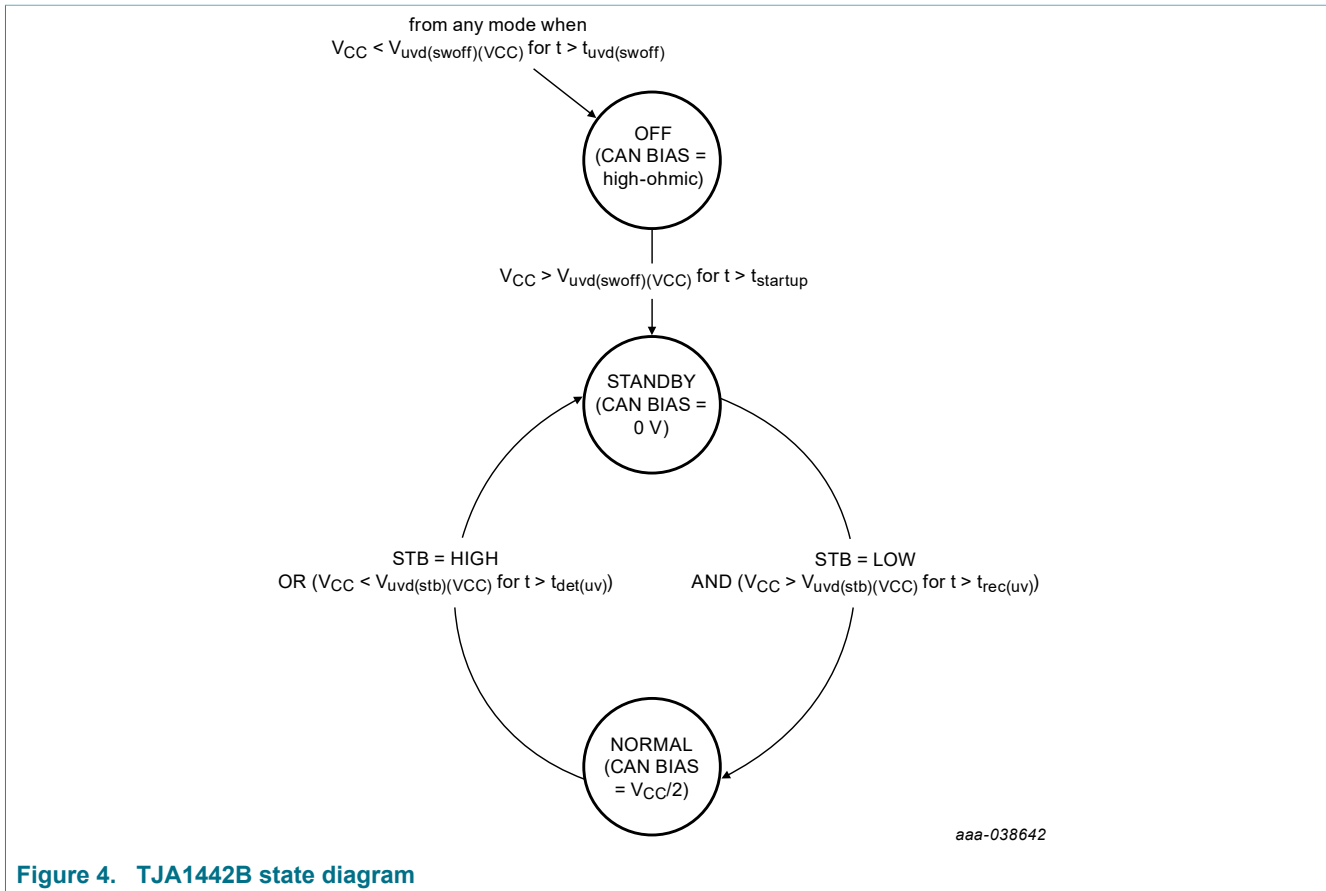 from any mode when
VCC < Vuvd(swoff)(VCC) for t > tuvd(swoff)
OFF
(CAN BIAS =
high-ohmic)
VCC > Vuvd(swoff)(VCC) for t > tstartup
STANDBY
(CAN BIAS =
0 V)
STB = HIGH
OR (VCC < Vuvd(stb)(VCC) for t > tdet(uv))
STB = LOW
AND (VCC > Vuvd(stb)(VCC) for t > trec(uv))
NORMAL
(CAN BIAS
= VCC/2)
aaa-038642
Figure 4. TJA1442B state diagram